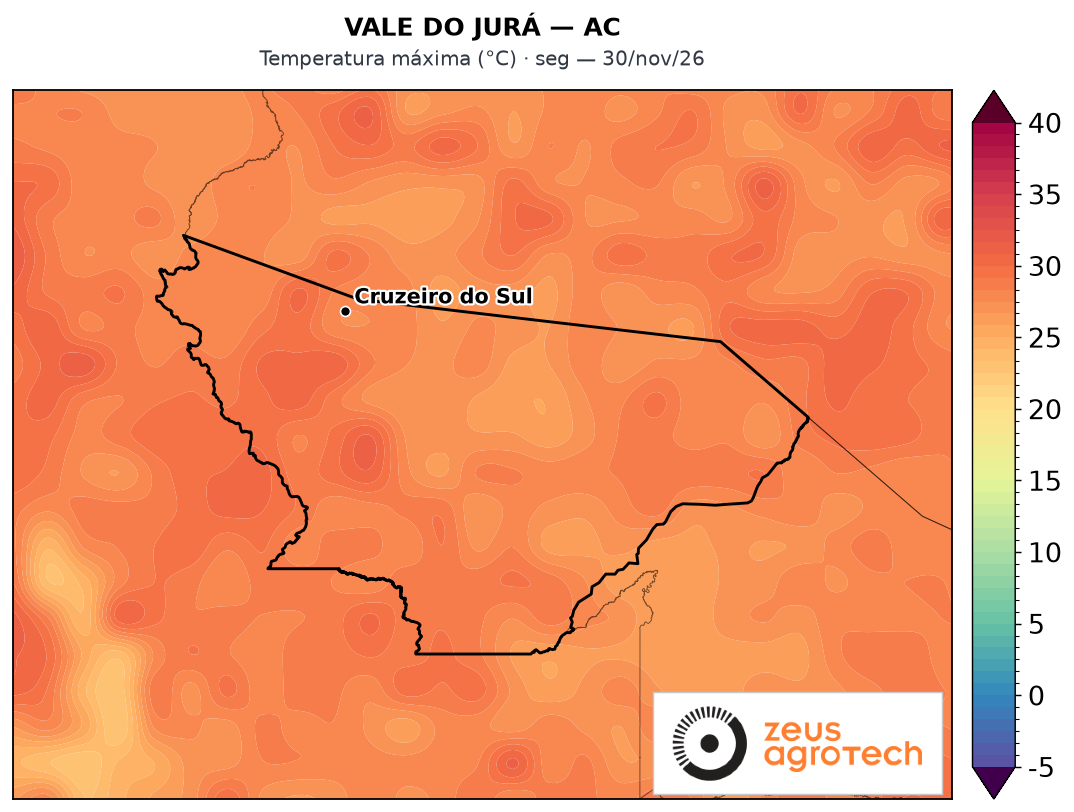 VALE DO JURÁ — AC
Temperatura máxima (°C) · seg — 30/nov/26
Cruzeiro do Sul
40
35
30
25
20
15
10
5
0
-5
zeus
agrotech